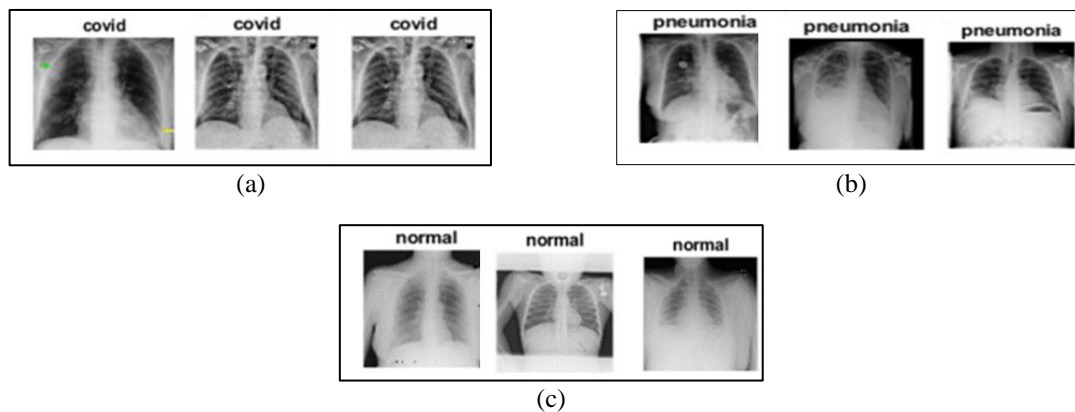 covid covid covid
(a)
pneumonia pneumonia pneumonia
(b)
normal normal normal
(c)